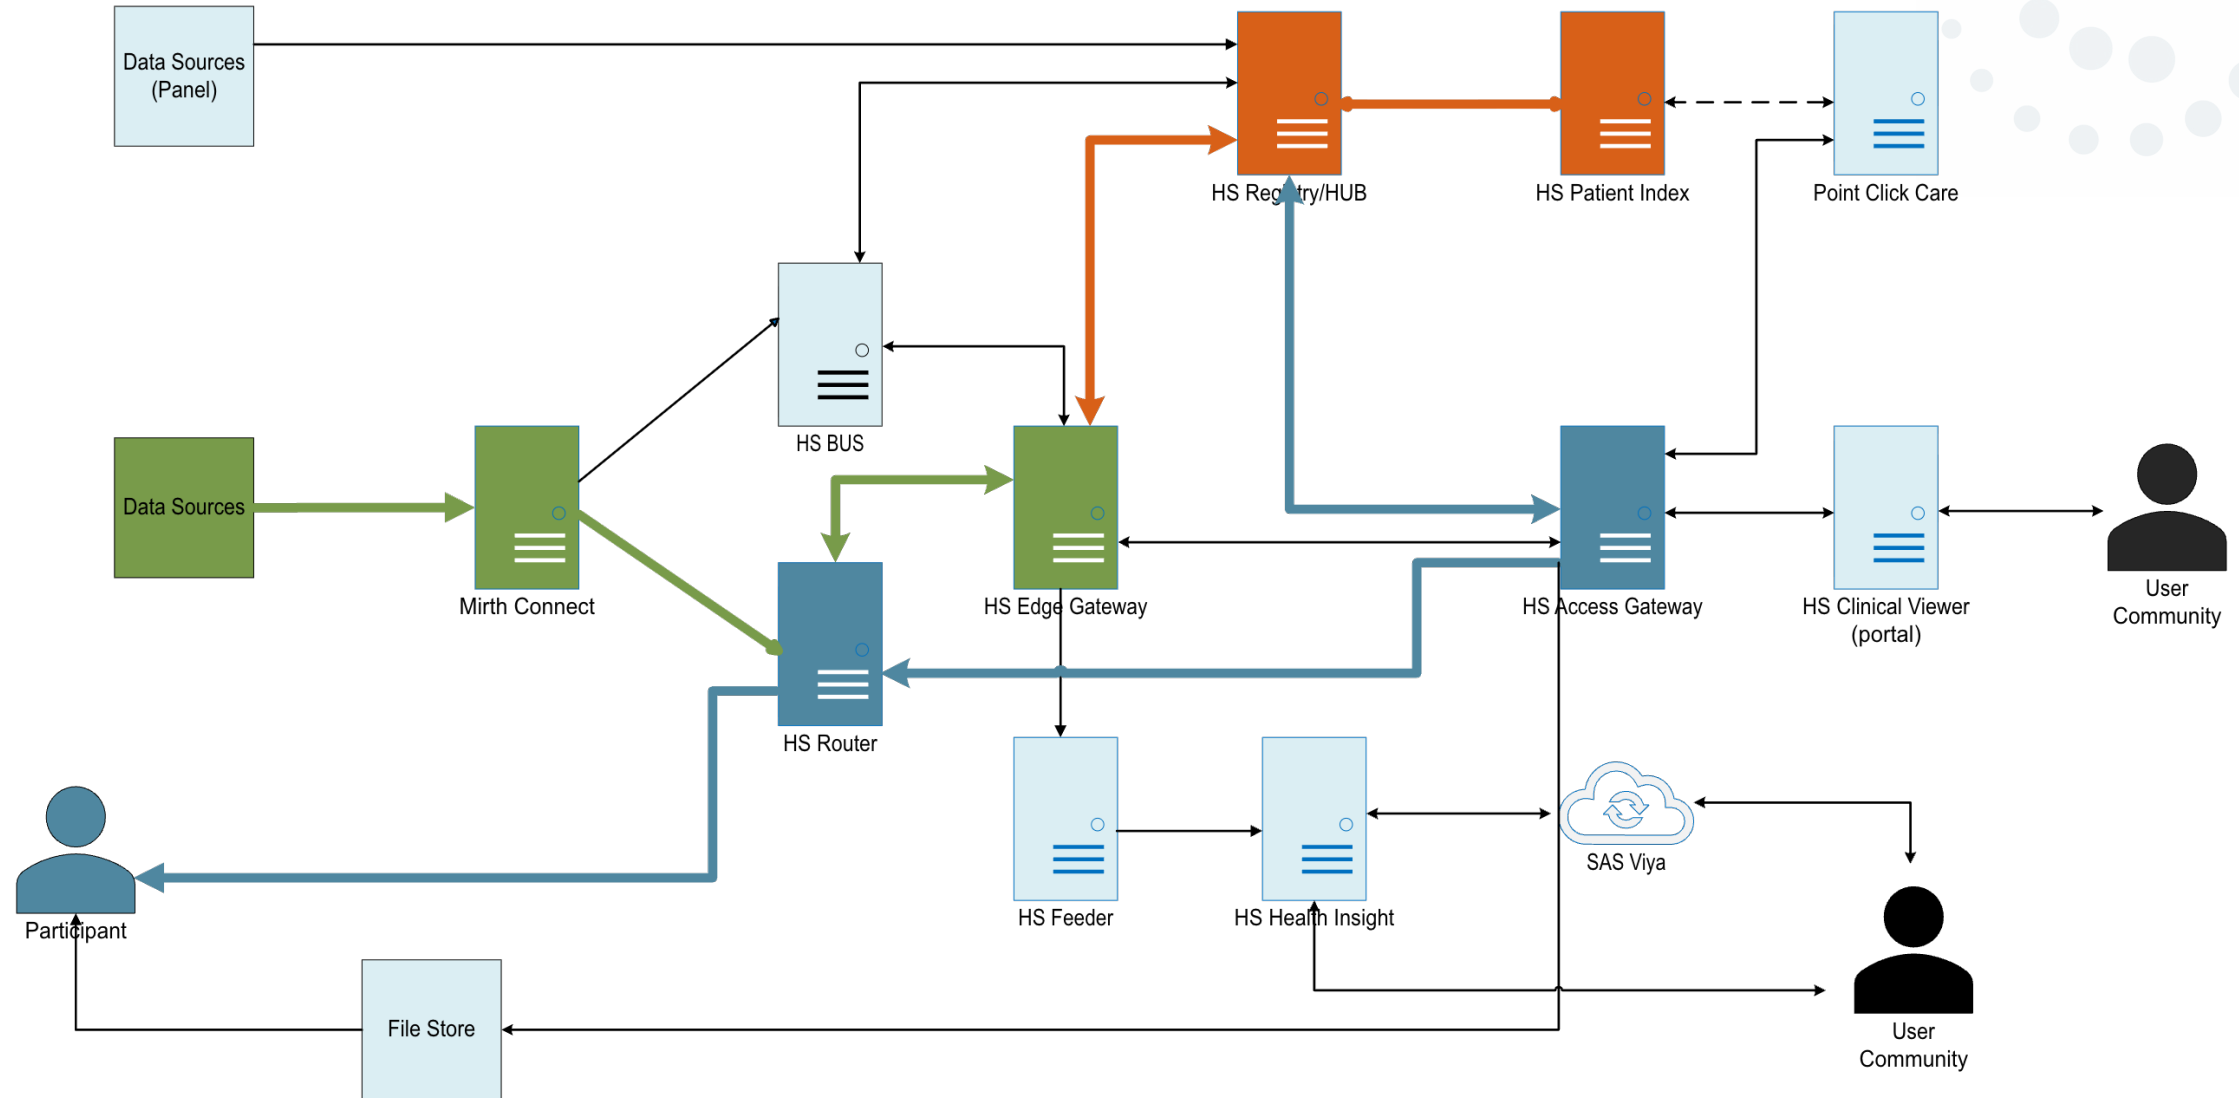 Data Sources
(Panel)
HS Registry/HUB
HS Patient Index
Point Click Care
HS BUS
Data Sources
Mirth Connect
HS Edge Gateway
HS Access Gateway
HS Clinical Viewer
(portal)
User
Community
HS Router
SAS Viya
Participant
HS Feeder
HS Health Insight
File Store
User
Community